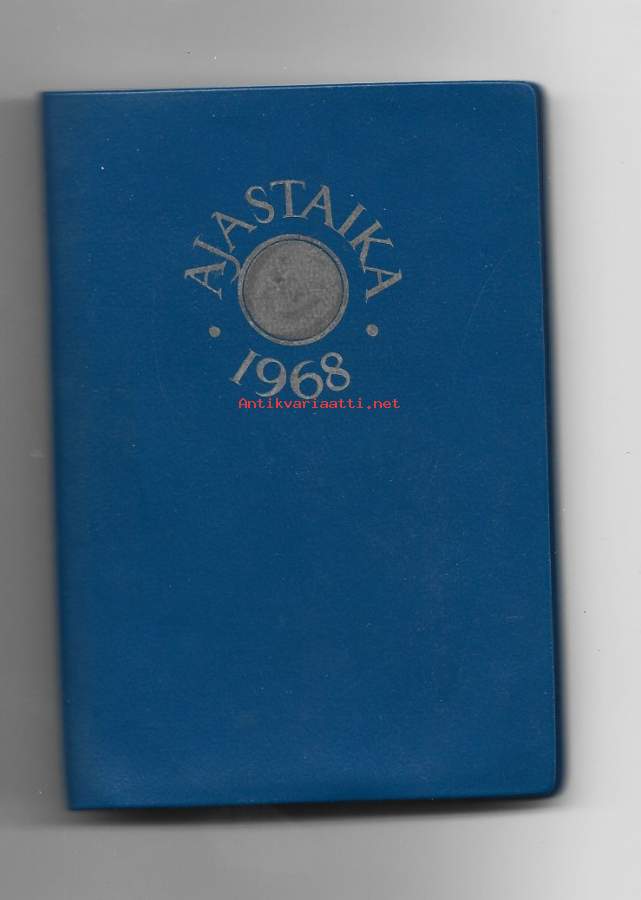 AJASTAIKA
• 1968 •
Antikvariaatti.net